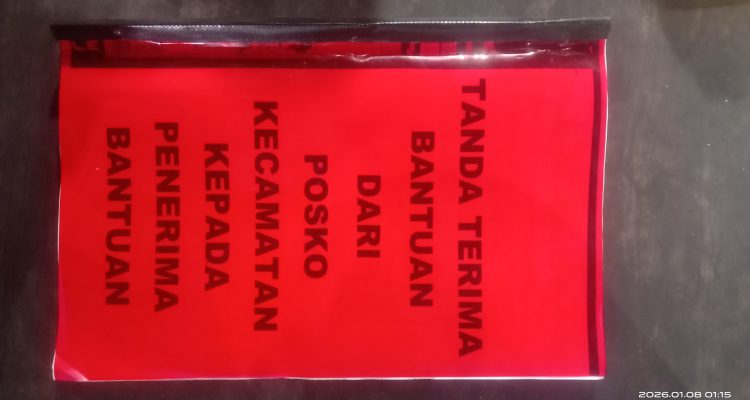 TANDA TERIMA
BANTUAN
DARI
POSKO
KECAMATAN
KEPADA
PENERIMA
BANTUAN
2026.01.08 01:15